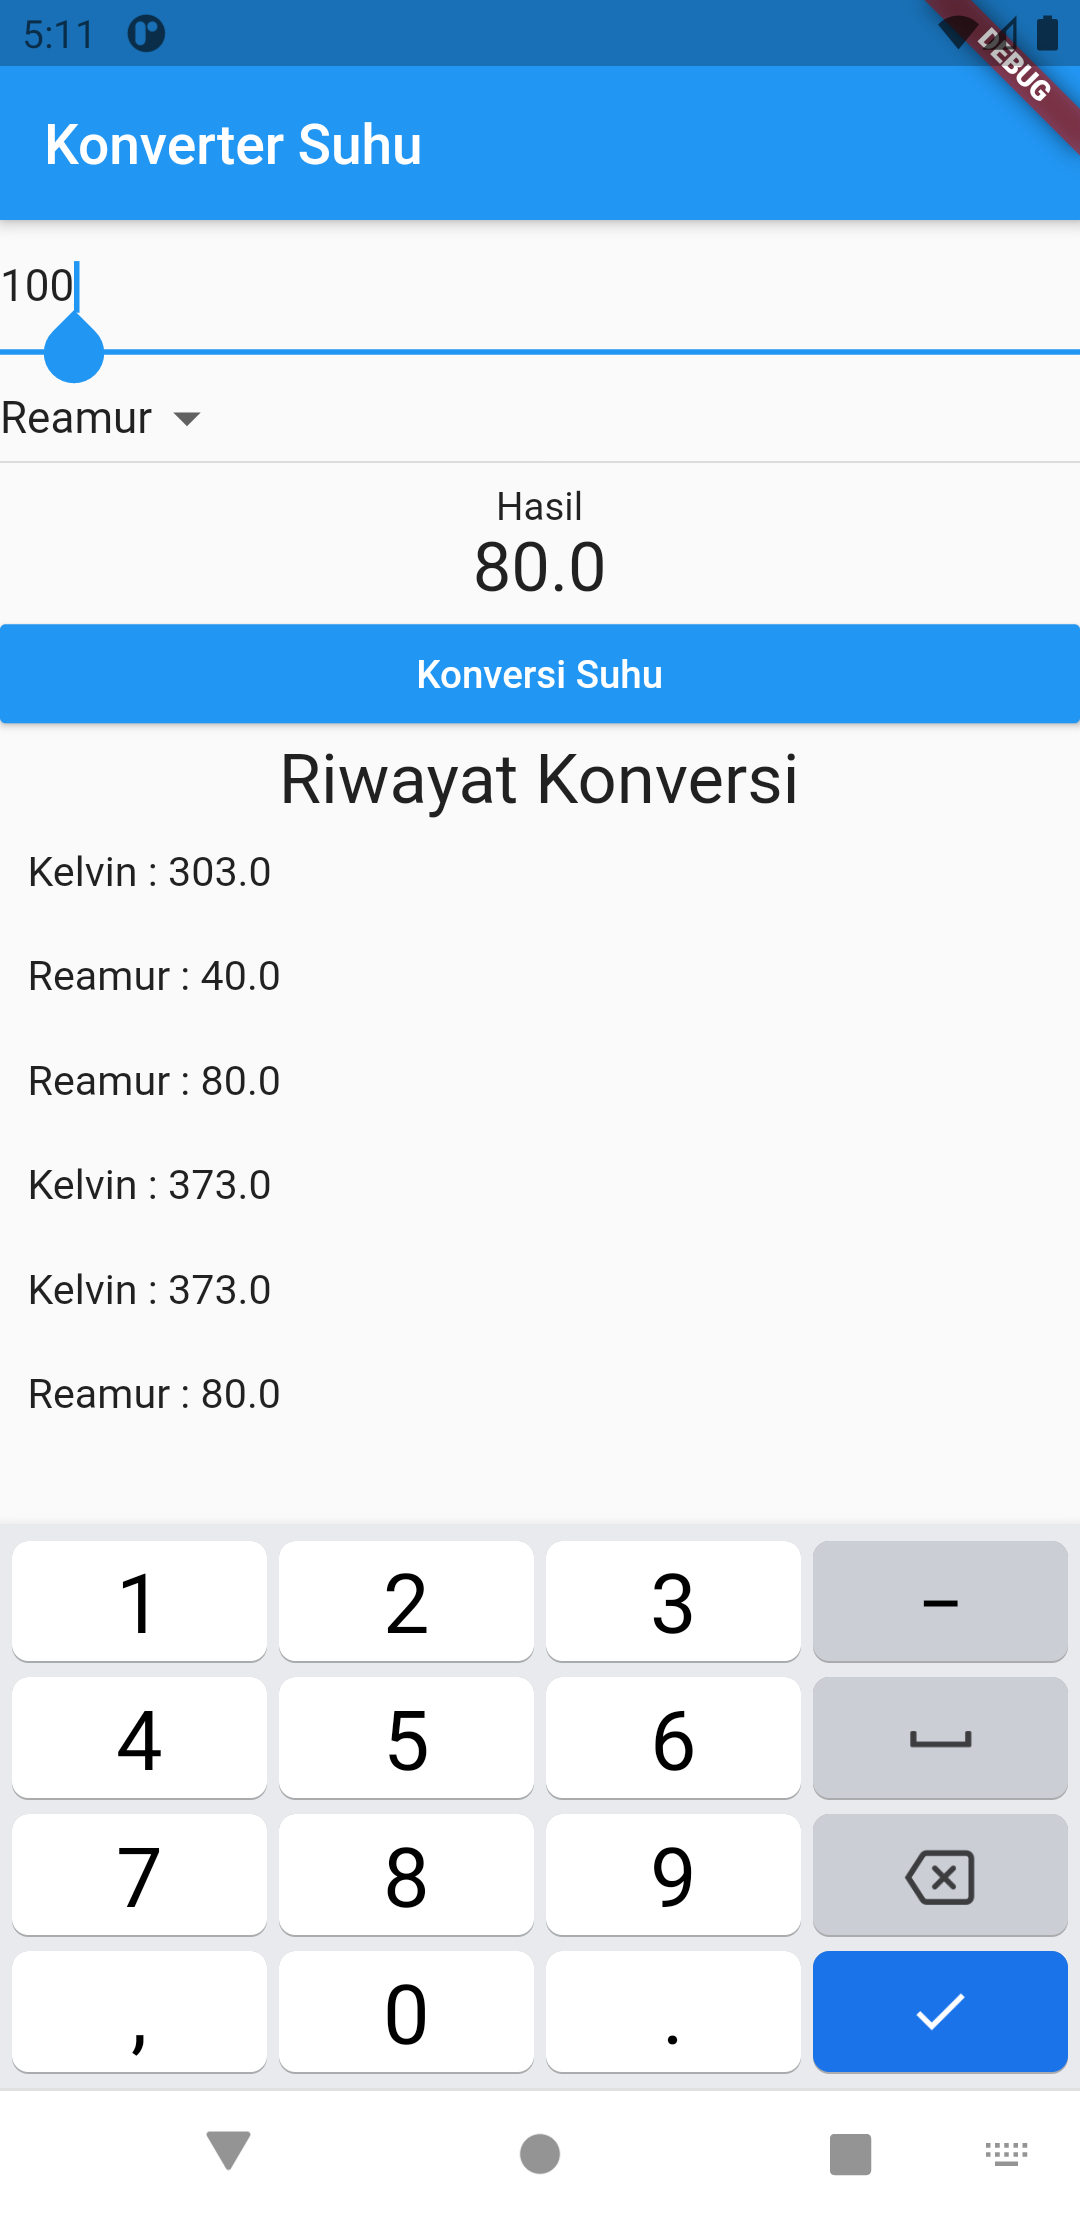 5:11
DEBUG
Konverter Suhu
100
Reamur
Hasil
80.0
Konversi Suhu
Riwayat Konversi
Kelvin : 303.0
Reamur : 40.0
Reamur : 80.0
Kelvin : 373.0
Kelvin : 373.0
Reamur : 80.0
1 2 3 –
4 5 6
7 8 9
, 0 .